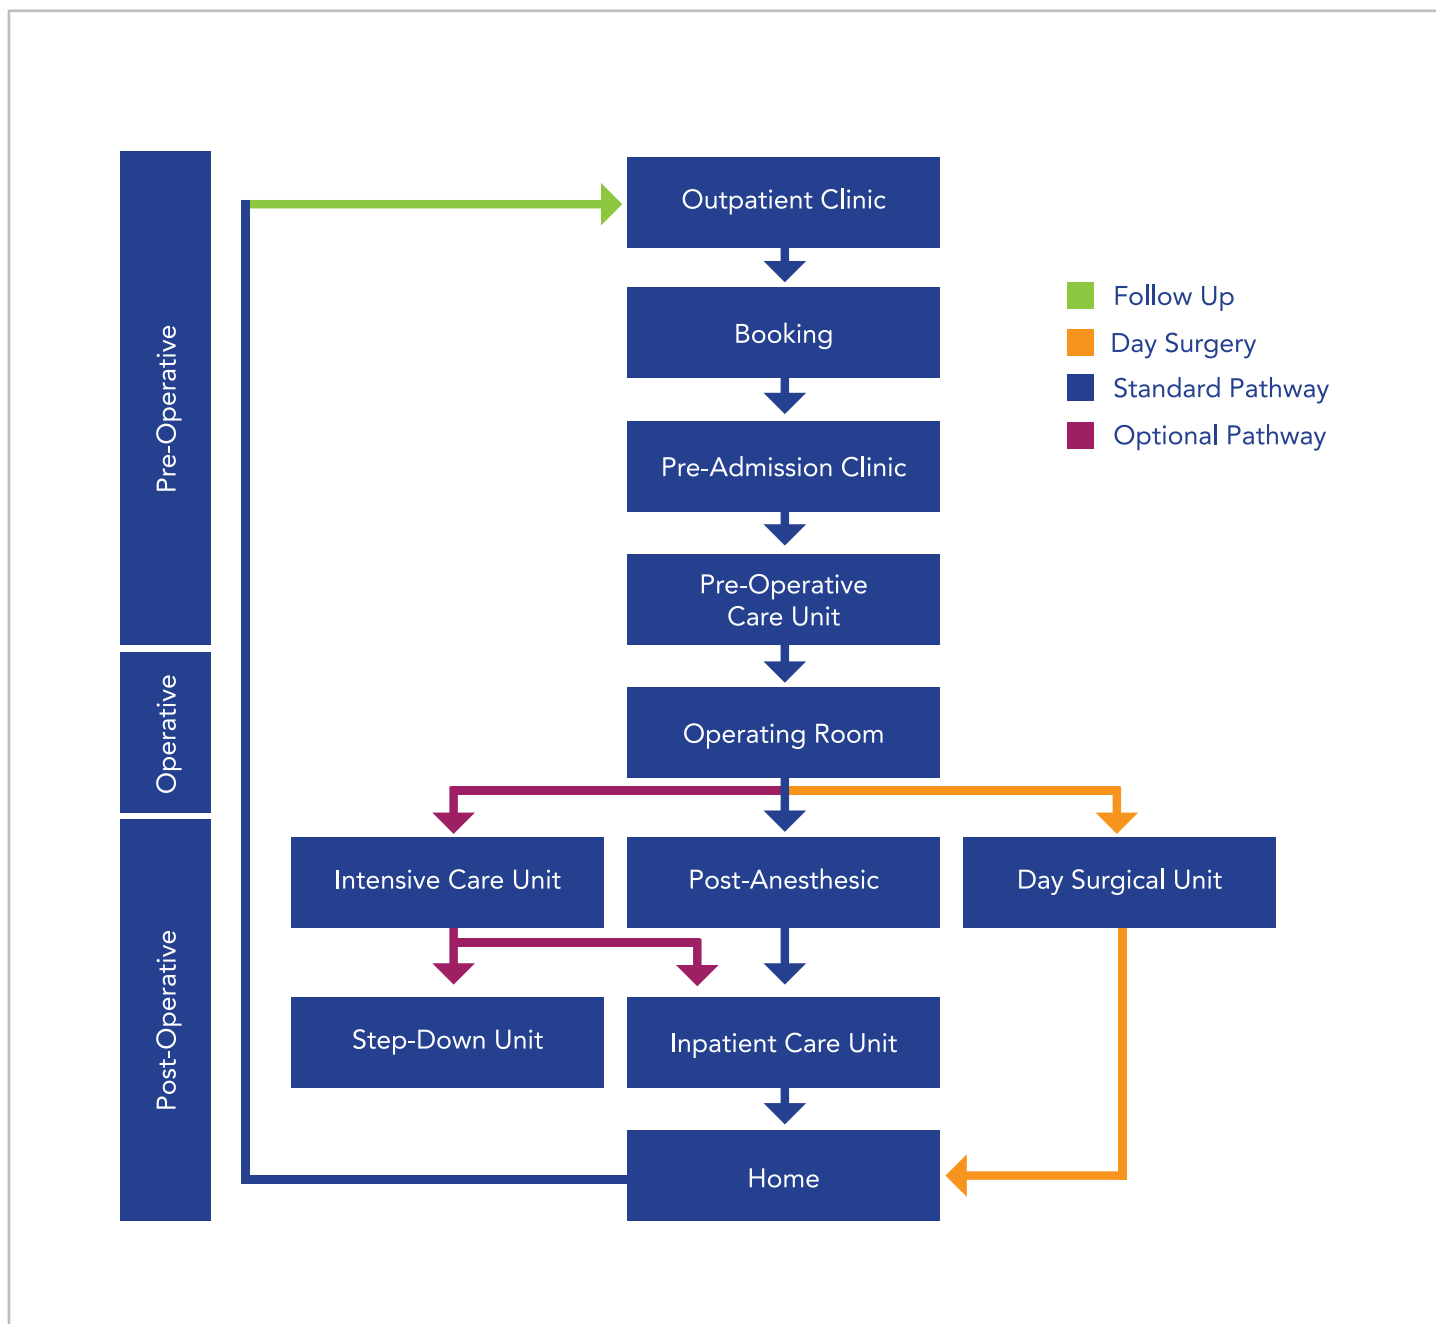 Pre-Operative
Operative
Post-Operative
Outpatient Clinic
Booking
Pre-Admission Clinic
Pre-Operative
Care Unit
Operating Room
Intensive Care Unit
Post-Anesthesic
Day Surgical Unit
Step-Down Unit
Inpatient Care Unit
Home
Follow Up
Day Surgery
Standard Pathway
Optional Pathway